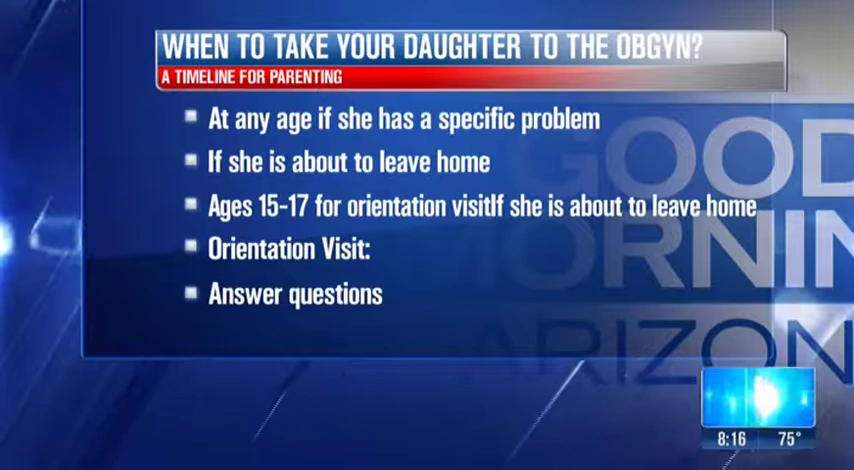 WHEN TO TAKE YOUR DAUGHTER TO THE OBGYN?
A TIMELINE FOR PARENTING
At any age if she has a specific problem
If she is about to leave home
Ages 15-17 for orientation visitIf she is about to leave home
Orientation Visit:
Answer questions
GOOD
MORNIN
ARIZON
8:16 75°